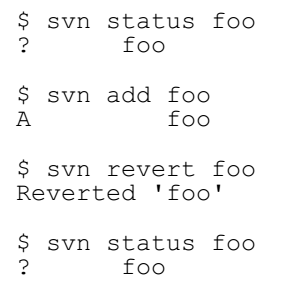 $ svn status foo
?      foo
$ svn add foo
A         foo
$ svn revert foo
Reverted 'foo'
$ svn status foo
?      foo